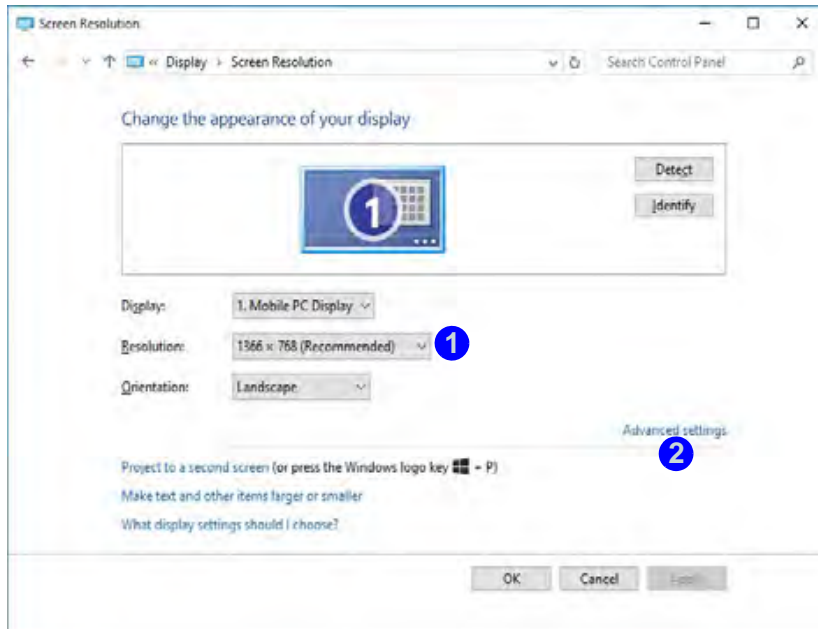 Screen Resolution
« Display › Screen Resolution
Search Control Panel
Change the appearance of your display
1
Detect
Identify
Display:
1. Mobile PC Display
Resolution:
1366 × 768 (Recommended)
1
Orientation:
Landscape
Advanced settings
2
Project to a second screen (or press the Windows logo key + P)
Make text and other items larger or smaller
What display settings should I choose?
OK
Cancel